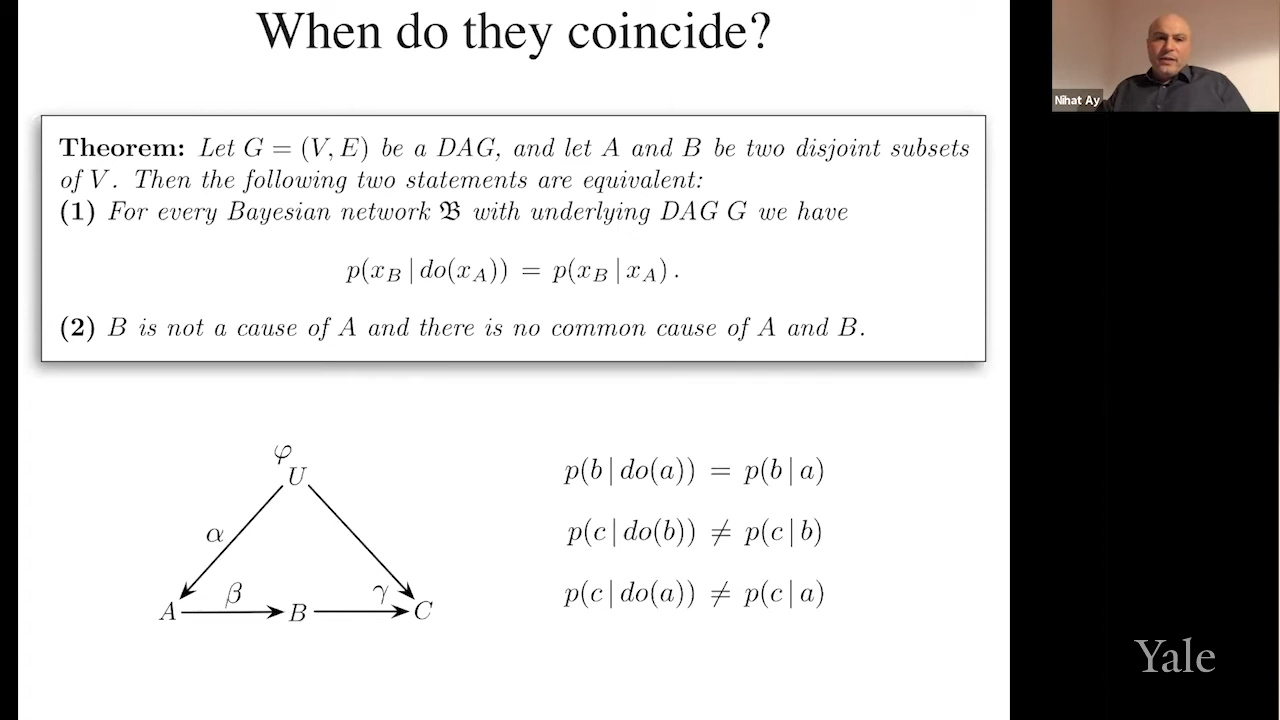 When do they coincide?
Nihat Ay
Theorem: Let G = (V, E) be a DAG, and let A and B be two disjoint subsets
of V. Then the following two statements are equivalent:
(1) For every Bayesian network 𝔅 with underlying DAG G we have
p(x_B | do(x_A)) = p(x_B | x_A).
(2) B is not a cause of A and there is no common cause of A and B.
φ
U
α
A β B γ C
p(b | do(a)) = p(b | a)
p(c | do(b)) ≠ p(c | b)
p(c | do(a)) ≠ p(c | a)
Yale